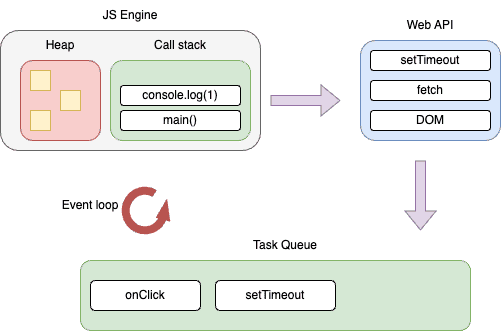 JS Engine
Web API
Heap
Call stack
setTimeout
console.log(1)
fetch
main()
DOM
Event loop
Task Queue
onClick
setTimeout